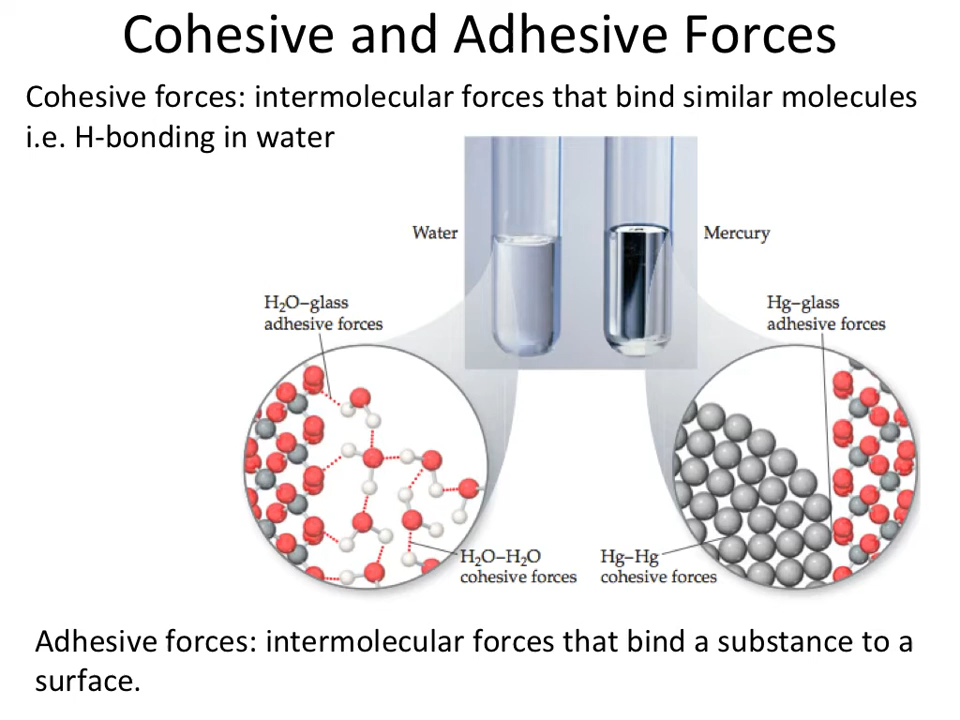 Cohesive and Adhesive Forces
Cohesive forces: intermolecular forces that bind similar molecules
i.e. H-bonding in water
Water
Mercury
H₂O–glass
adhesive forces
Hg–glass
adhesive forces
H₂O–H₂O
cohesive forces
Hg–Hg
cohesive forces
Adhesive forces: intermolecular forces that bind a substance to a
surface.